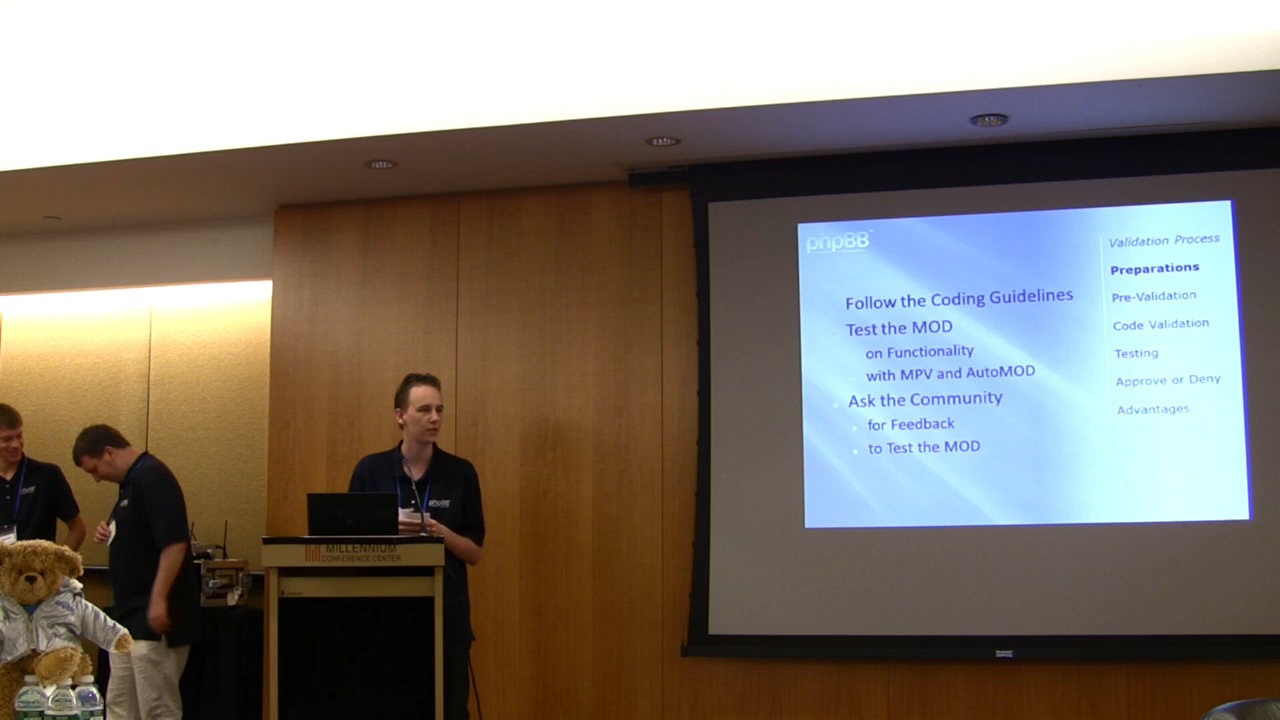 phpBB
Follow the Coding Guidelines
Test the MOD
on Functionality
with MPV and AutoMOD
Ask the Community
for Feedback
to Test the MOD
Validation Process
Preparations
Pre-Validation
Code Validation
Testing
Approve or Deny
Advantages
phpBB
MILLENNIUM
CONFERENCE CENTER